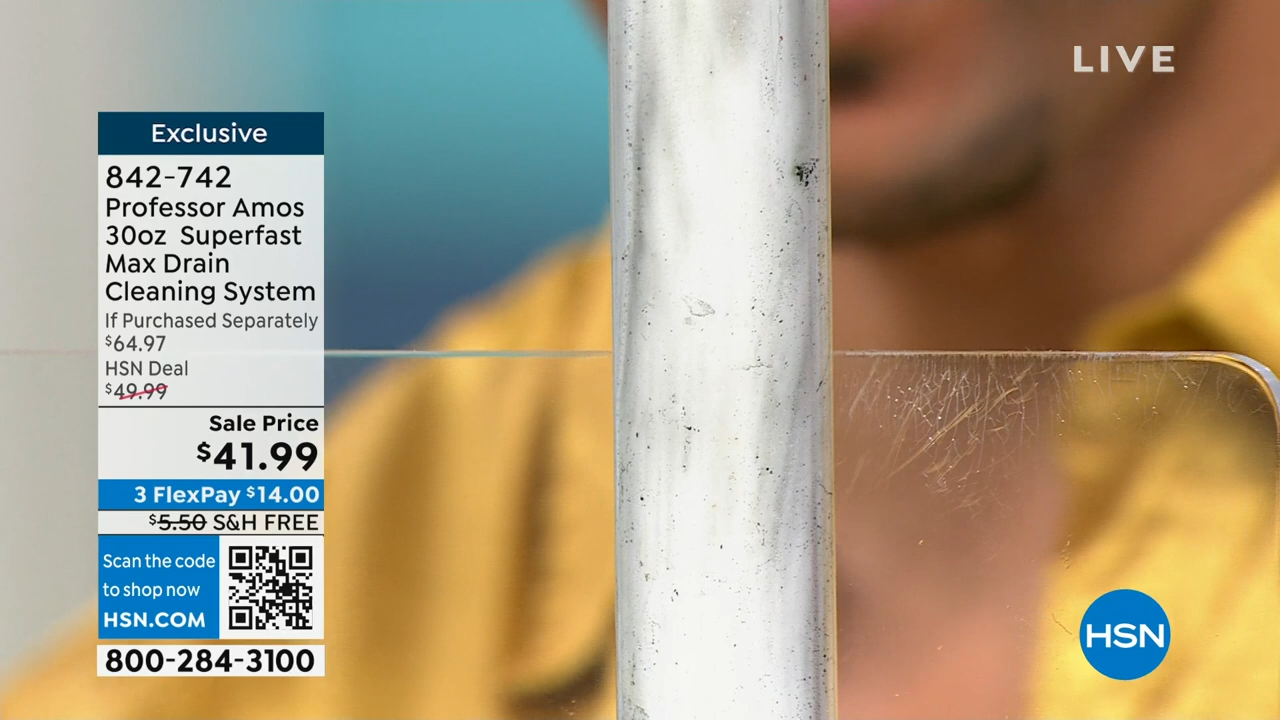 LIVE
Exclusive
842-742
Professor Amos
30oz Superfast
Max Drain
Cleaning System
If Purchased Separately
$64.97
HSN Deal
$49.99
Sale Price
$41.99
3 FlexPay $14.00
$5.50 S&H FREE
Scan the code
to shop now
HSN.COM
800-284-3100
HSN